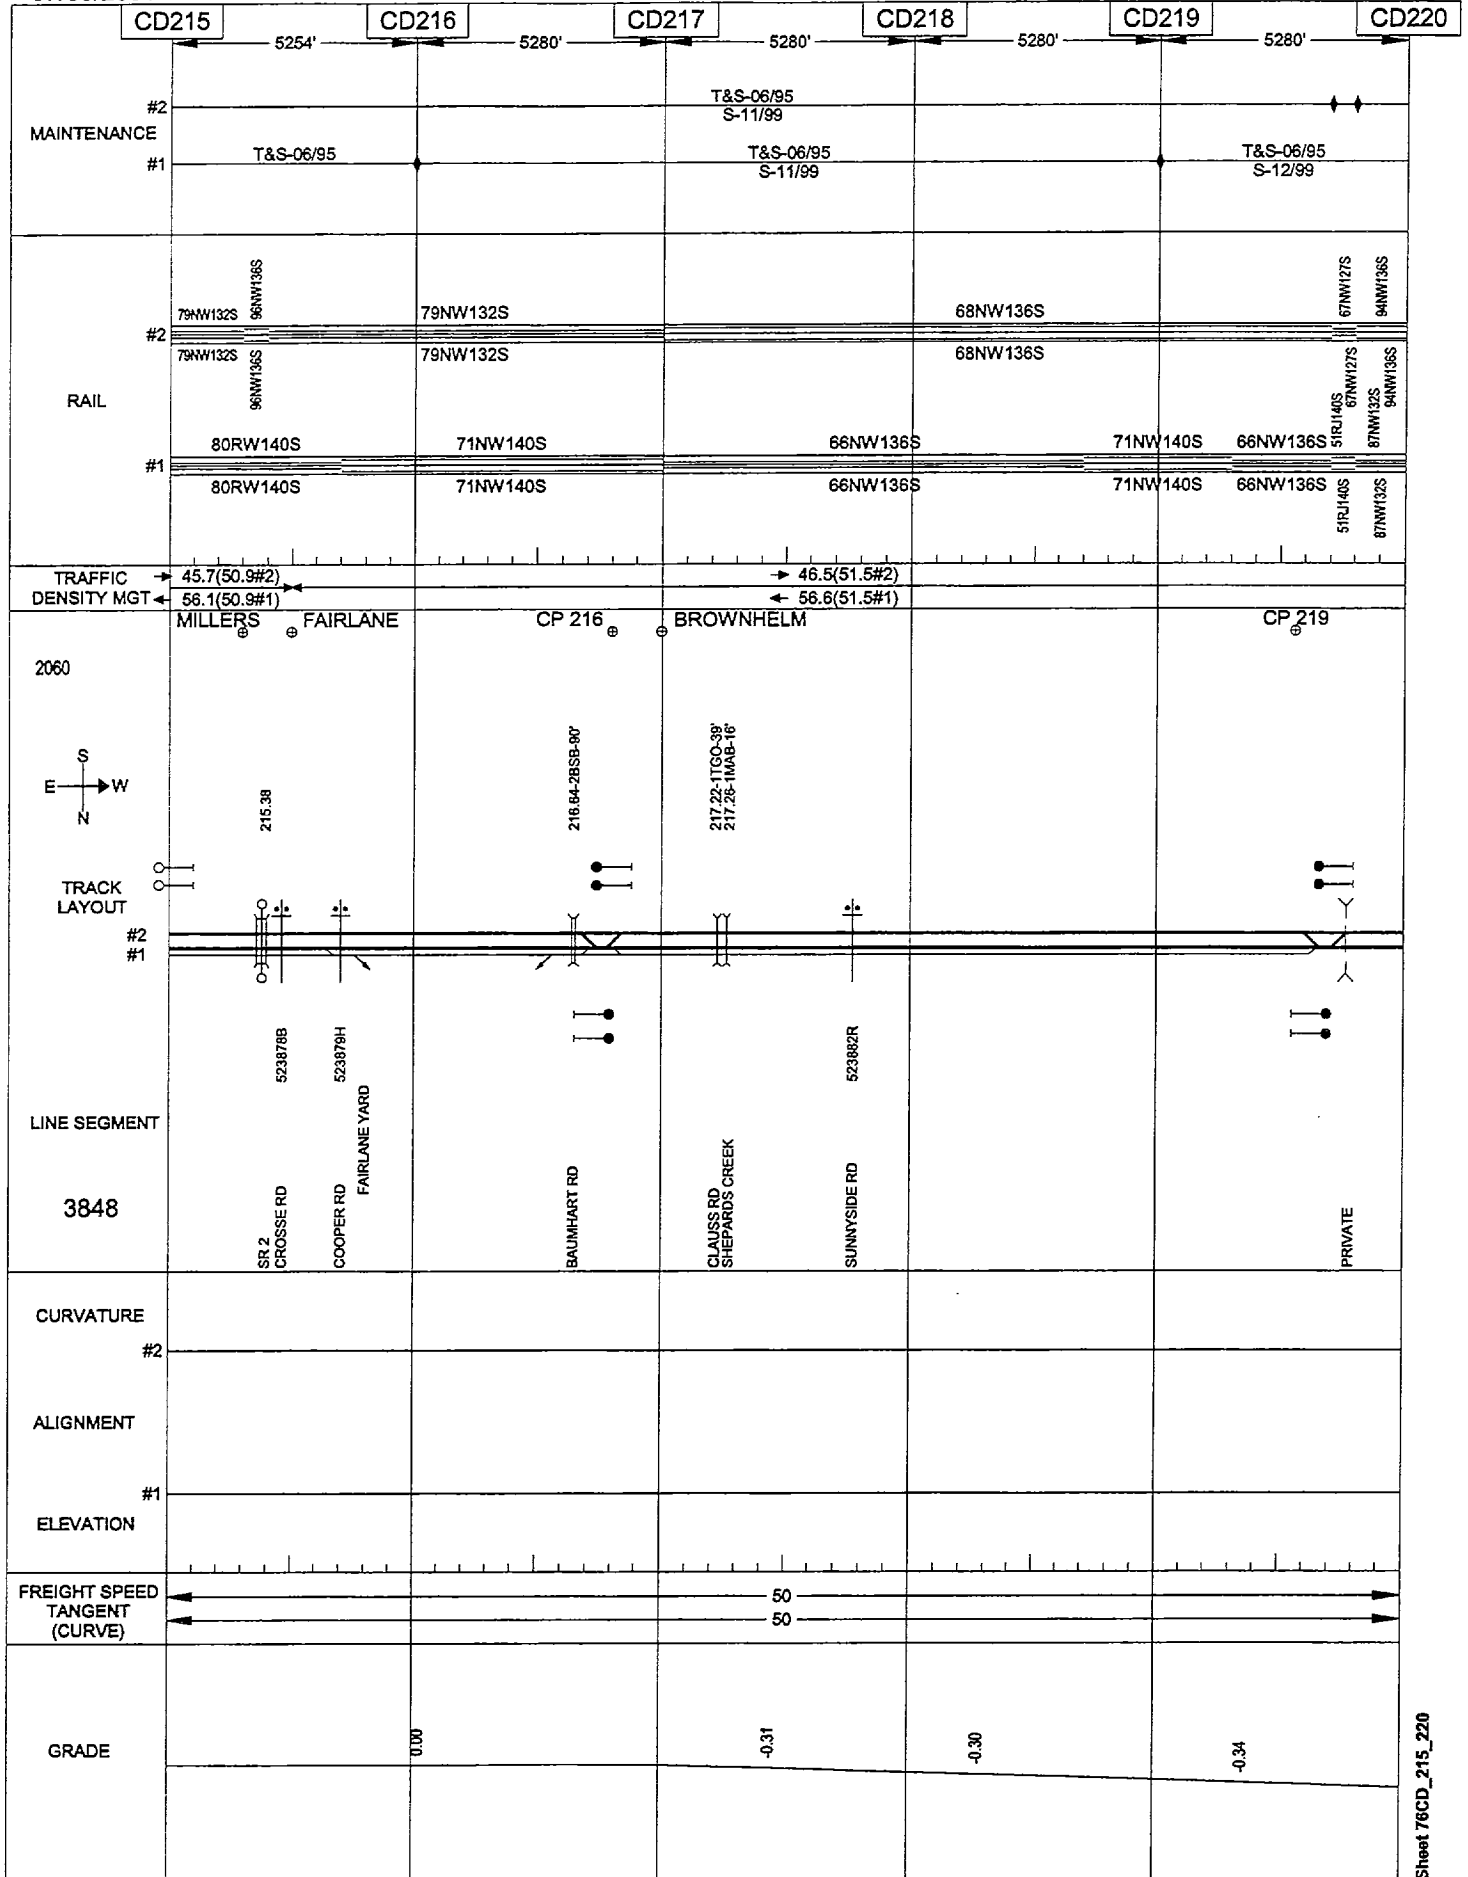 CD215 CD216 CD217 CD218 CD219 CD220
5254' 5280' 5280' 5280' 5280'
MAINTENANCE
#2 T&S-06/95
S-11/99
#1 T&S-06/95 T&S-06/95 T&S-06/95
S-11/99 S-12/99
RAIL
79NW132S 96NW136S 79NW132S 68NW136S 67NW127S 94NW136S
#2
79NW132S 96NW136S 79NW132S 68NW136S 67NW127S 94NW136S
80RW140S 71NW140S 66NW136S 71NW140S 66NW136S 51RJ140S 87NW132S
#1
80RW140S 71NW140S 66NW136S 71NW140S 66NW136S 51RJ140S 87NW132S
TRAFFIC 45.7(50.9#2) 46.5(51.5#2)
DENSITY MGT 56.1(50.9#1) 56.6(51.5#1)
MILLERS FAIRLANE CP 216 BROWNHELM CP 219
2060
S
E W
N
215.38
216.64-2BSB-90'
217.22-1TGO-39'
217.26-1MAB-16'
TRACK
LAYOUT
#2
#1
523878B
523879H
523882R
LINE SEGMENT
3848
SR 2
CROSSE RD
COOPER RD
FAIRLANE YARD
BAUMHART RD
CLAUSS RD
SHEPARDS CREEK
SUNNYSIDE RD
PRIVATE
CURVATURE
#2
ALIGNMENT
#1
ELEVATION
FREIGHT SPEED
TANGENT
(CURVE)
50
50
GRADE
0.00 -0.31 -0.30 -0.34
Sheet 76CD_215_220